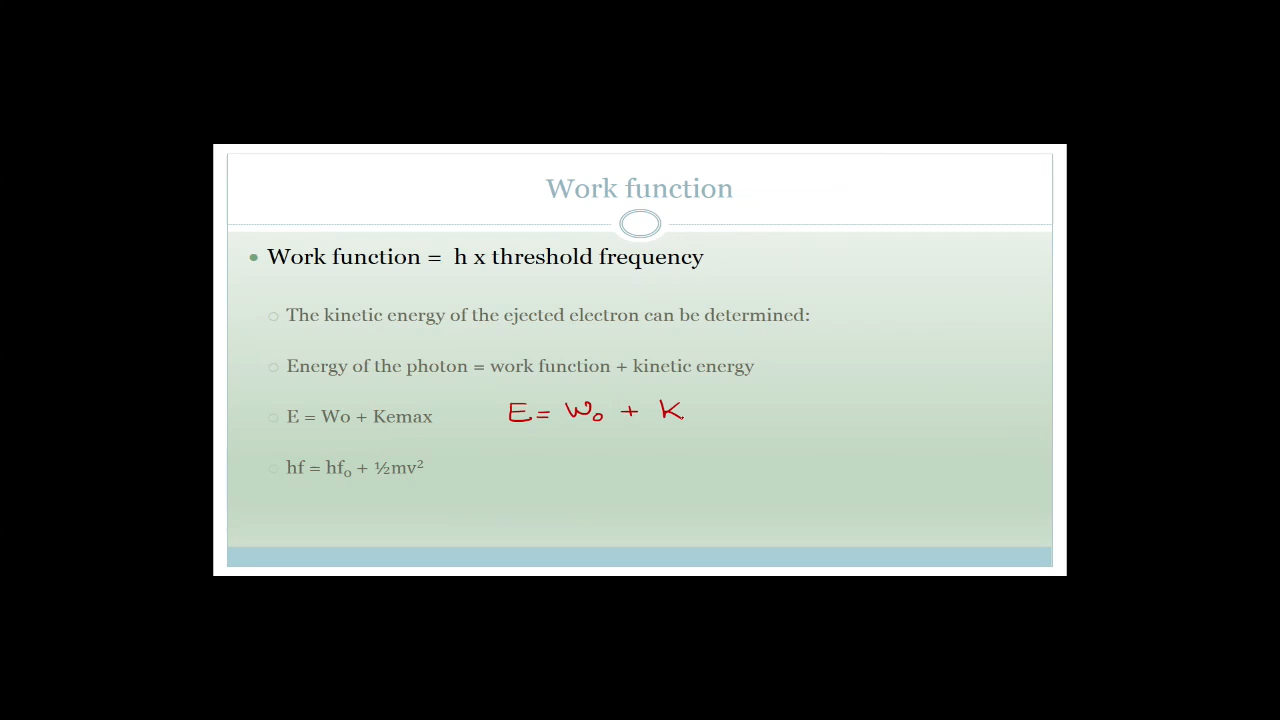 Work function
• Work function = h x threshold frequency
○ The kinetic energy of the ejected electron can be determined:
○ Energy of the photon = work function + kinetic energy
○ E = Wo + Kemax E = W₀ + K
○ hf = hf₀ + ½mv²